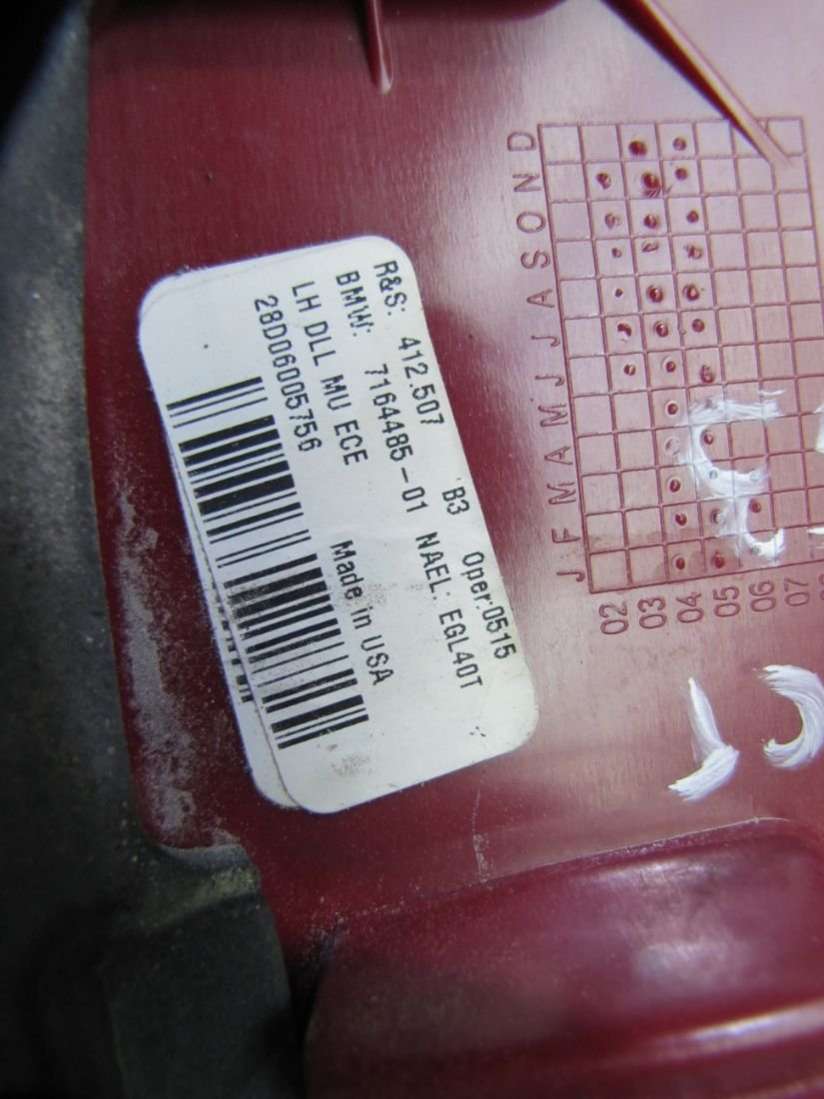 R&S: 412.507 B3 Oper:0515
BMW: 7164485-01 NAEL: EGL40T
LH DLL MU ECE Made in USA
28D06005756
J F M A M J J A S O N D
02 03 04 05 06 07